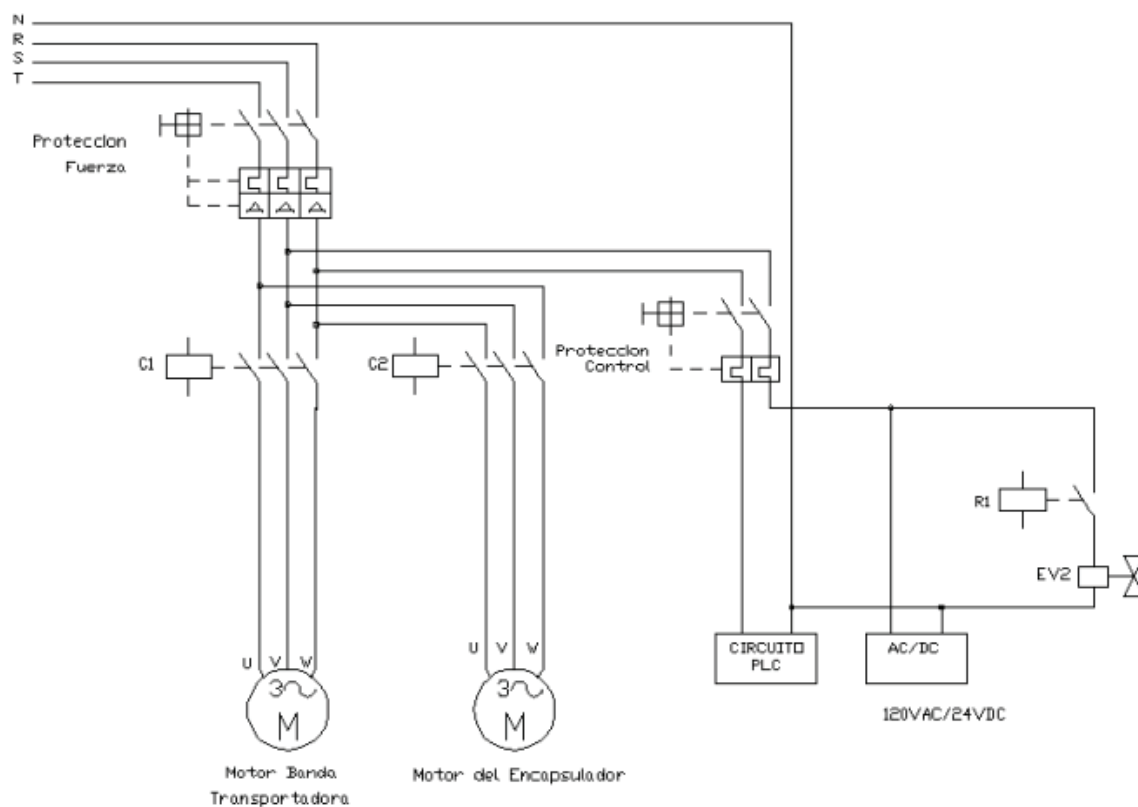 N
R
S
T
Proteccion
Fuerza
C1
C2
Proteccion
Control
R1
EV2
CIRCUITO
PLC
AC/DC
120VAC/24VDC
U V W
U V W
3
M
3
M
Motor Banda
Transportadora
Motor del Encapsulador